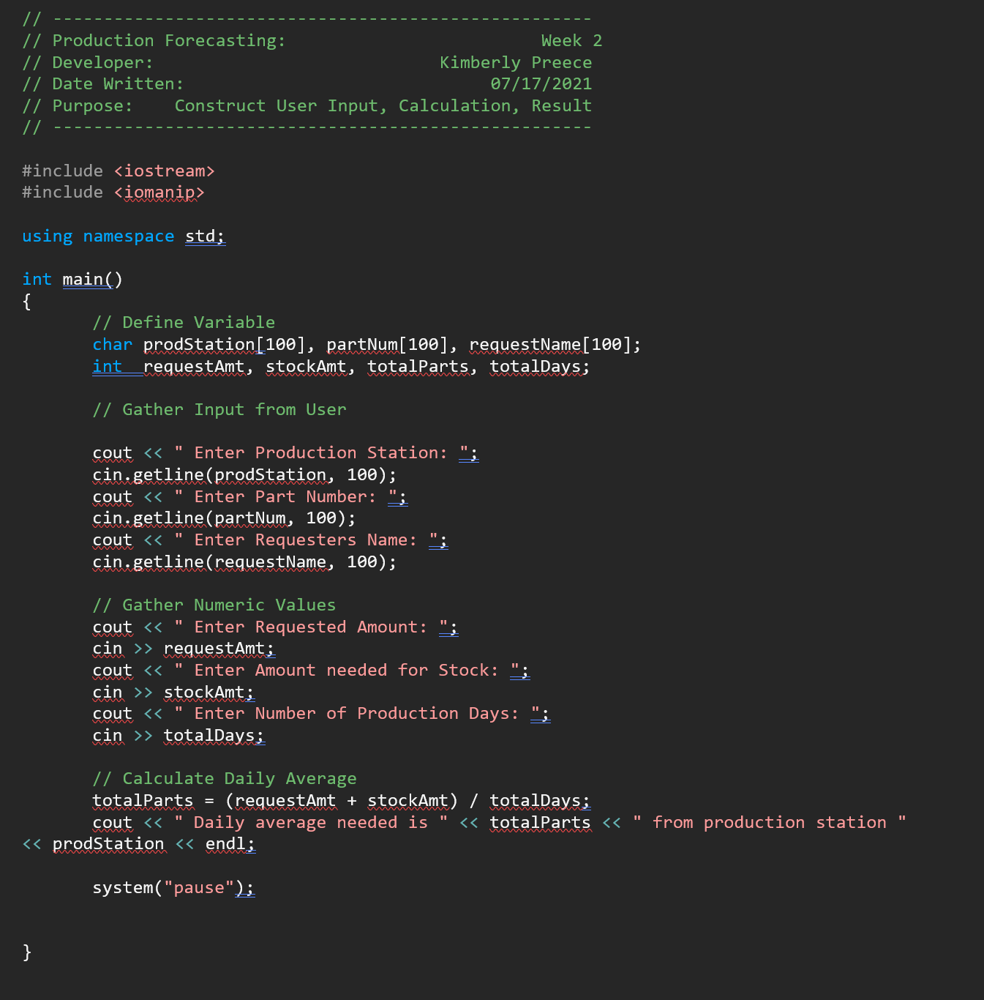 // -----------------------------------------------------
// Production Forecasting:                         Week 2
// Developer:                            Kimberly Preece
// Date Written:                              07/17/2021
// Purpose:    Construct User Input, Calculation, Result
// -----------------------------------------------------

#include <iostream>
#include <iomanip>

using namespace std;

int main()
{
       // Define Variable
       char prodStation[100], partNum[100], requestName[100];
       int  requestAmt, stockAmt, totalParts, totalDays;

       // Gather Input from User

       cout << " Enter Production Station: ";
       cin.getline(prodStation, 100);
       cout << " Enter Part Number: ";
       cin.getline(partNum, 100);
       cout << " Enter Requesters Name: ";
       cin.getline(requestName, 100);

       // Gather Numeric Values
       cout << " Enter Requested Amount: ";
       cin >> requestAmt;
       cout << " Enter Amount needed for Stock: ";
       cin >> stockAmt;
       cout << " Enter Number of Production Days: ";
       cin >> totalDays;

       // Calculate Daily Average
       totalParts = (requestAmt + stockAmt) / totalDays;
       cout << " Daily average needed is " << totalParts << " from production station "
<< prodStation << endl;

       system("pause");


}